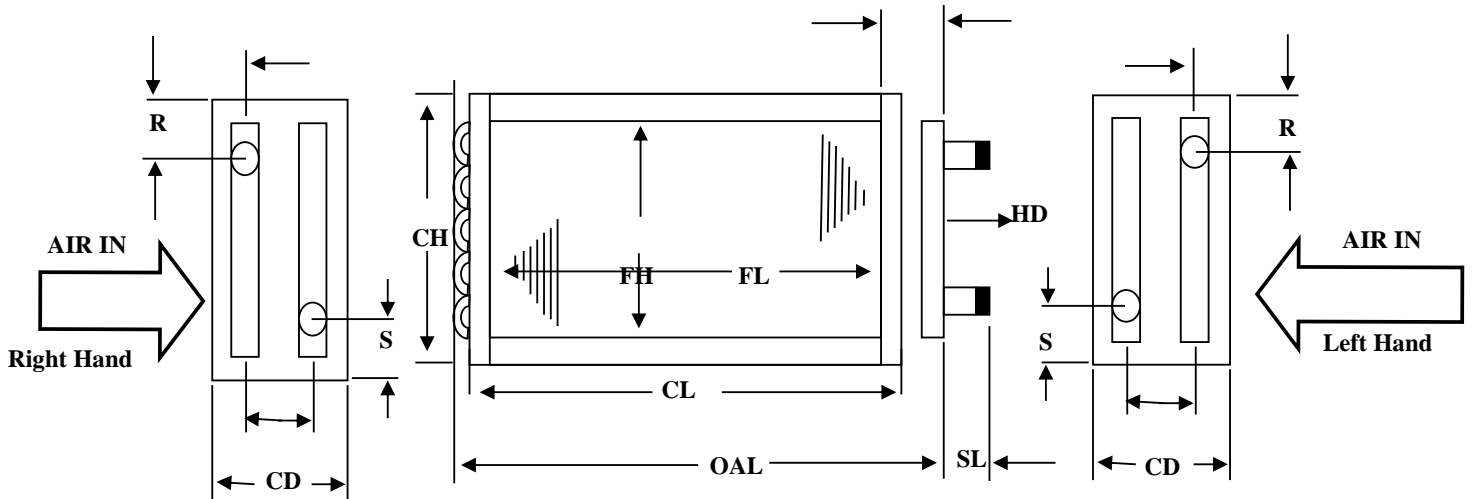 R
AIR IN
Right Hand
S
CD
CH
FH
FL
HD
CL
OAL
SL
R
AIR IN
Left Hand
S
CD